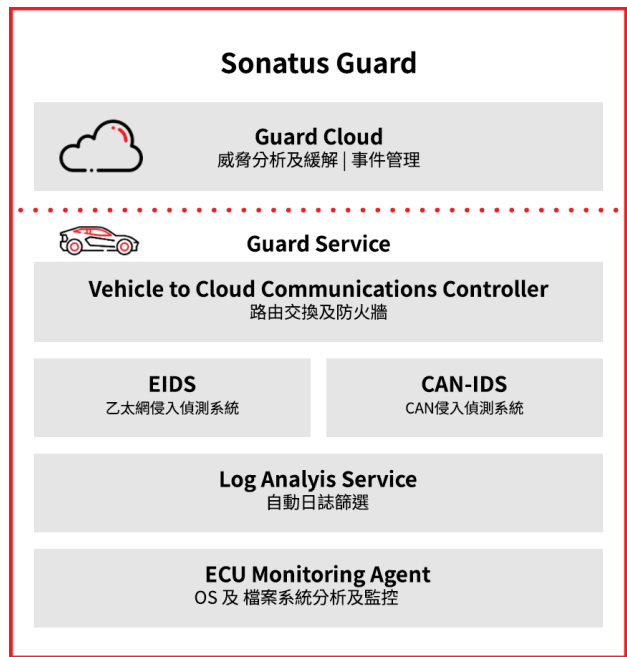 Sonatus Guard
Guard Cloud
威脅分析及緩解 | 事件管理
Guard Service
Vehicle to Cloud Communications Controller
路由交換及防火牆
EIDS
乙太網侵入偵測系統
CAN-IDS
CAN侵入偵測系統
Log Analyis Service
自動日誌篩選
ECU Monitoring Agent
OS 及 檔案系統分析及監控